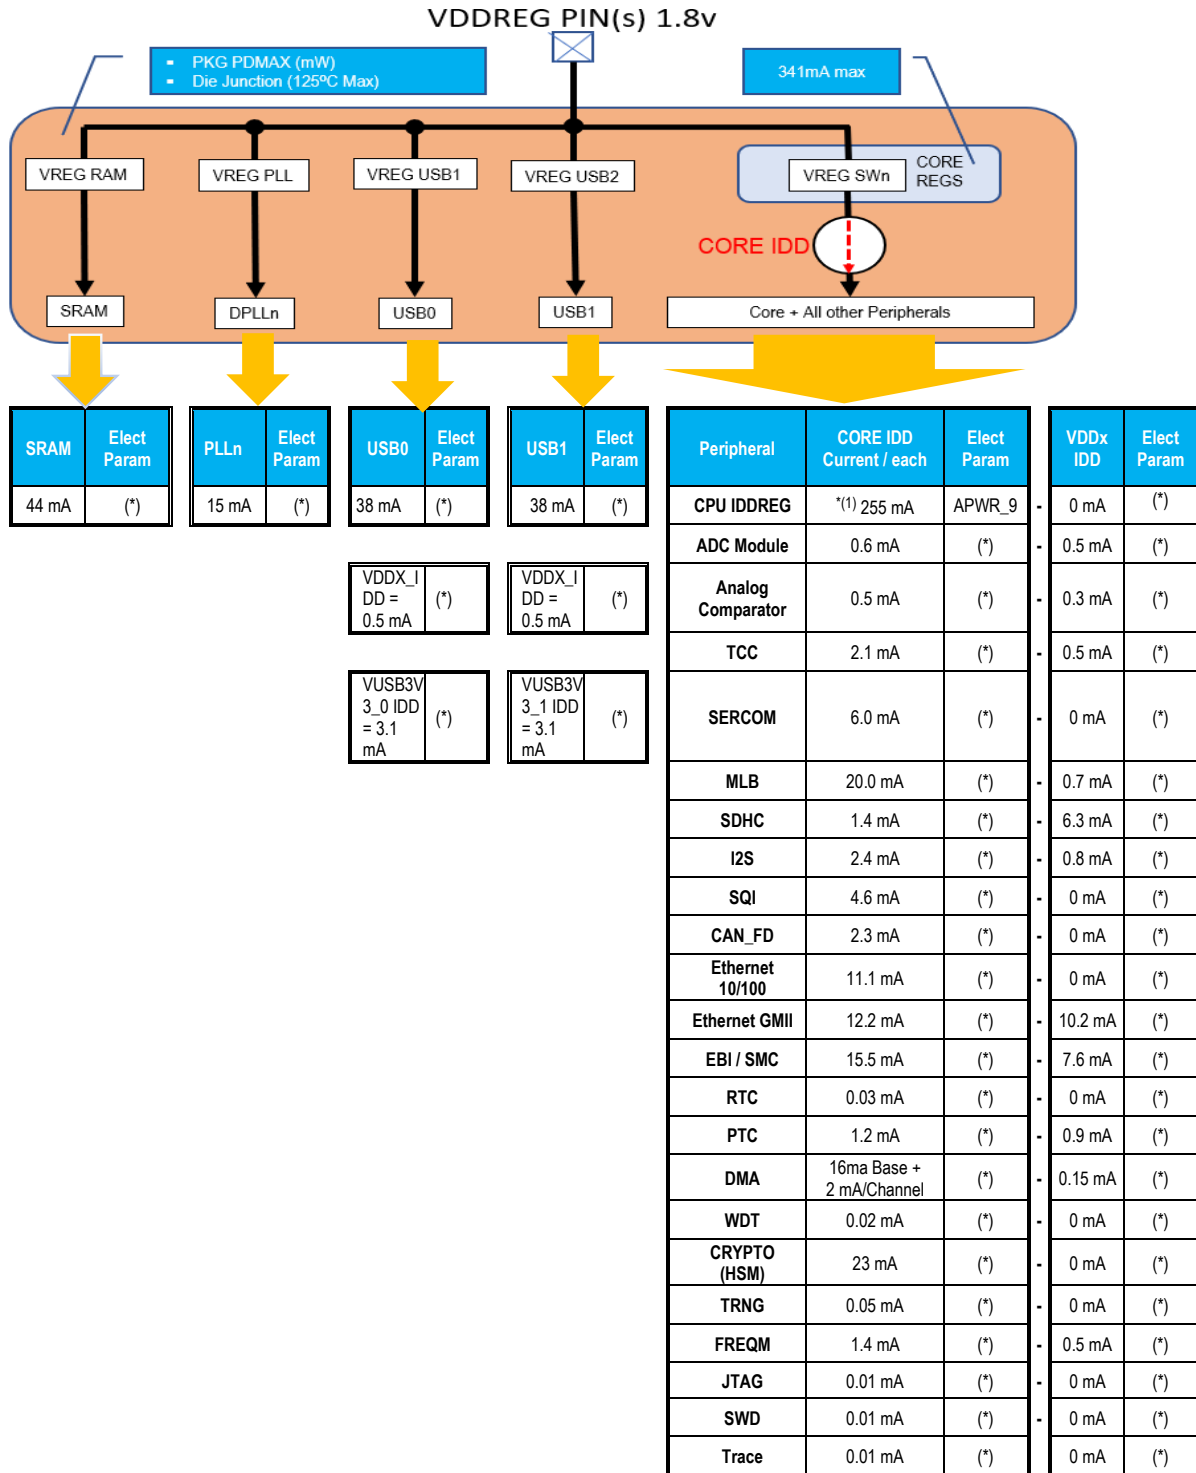 VDDREG PIN(s) 1.8v
▪ PKG PDMAX (mW)
▪ Die Junction (125ºC Max)
341mA max
VREG RAM
VREG PLL
VREG USB1
VREG USB2
VREG SWn
CORE
REGS
CORE IDD
SRAM
DPLLn
USB0
USB1
Core + All other Peripherals
SRAM Elect Param
44 mA (*)
PLLn Elect Param
15 mA (*)
USB0 Elect Param
38 mA (*)
VDDX_I
DD =
0.5 mA
(*)
VUSB3V
3_0 IDD
= 3.1
mA
(*)
USB1 Elect Param
38 mA (*)
VDDX_I
DD =
0.5 mA
(*)
VUSB3V
3_1 IDD
= 3.1
mA
(*)
Peripheral CORE IDD Current / each Elect Param VDDx IDD Elect Param
CPU IDDREG *(1) 255 mA APWR_9 - 0 mA (*)
ADC Module 0.6 mA (*) - 0.5 mA (*)
Analog Comparator 0.5 mA (*) - 0.3 mA (*)
TCC 2.1 mA (*) - 0.5 mA (*)
SERCOM 6.0 mA (*) - 0 mA (*)
MLB 20.0 mA (*) - 0.7 mA (*)
SDHC 1.4 mA (*) - 6.3 mA (*)
I2S 2.4 mA (*) - 0.8 mA (*)
SQI 4.6 mA (*) - 0 mA (*)
CAN_FD 2.3 mA (*) - 0 mA (*)
Ethernet 10/100 11.1 mA (*) - 0 mA (*)
Ethernet GMII 12.2 mA (*) - 10.2 mA (*)
EBI / SMC 15.5 mA (*) - 7.6 mA (*)
RTC 0.03 mA (*) - 0 mA (*)
PTC 1.2 mA (*) - 0.9 mA (*)
DMA 16ma Base + 2 mA/Channel (*) - 0.15 mA (*)
WDT 0.02 mA (*) - 0 mA (*)
CRYPTO (HSM) 23 mA (*) - 0 mA (*)
TRNG 0.05 mA (*) - 0 mA (*)
FREQM 1.4 mA (*) - 0.5 mA (*)
JTAG 0.01 mA (*) - 0 mA (*)
SWD 0.01 mA (*) - 0 mA (*)
Trace 0.01 mA (*) 0 mA (*)